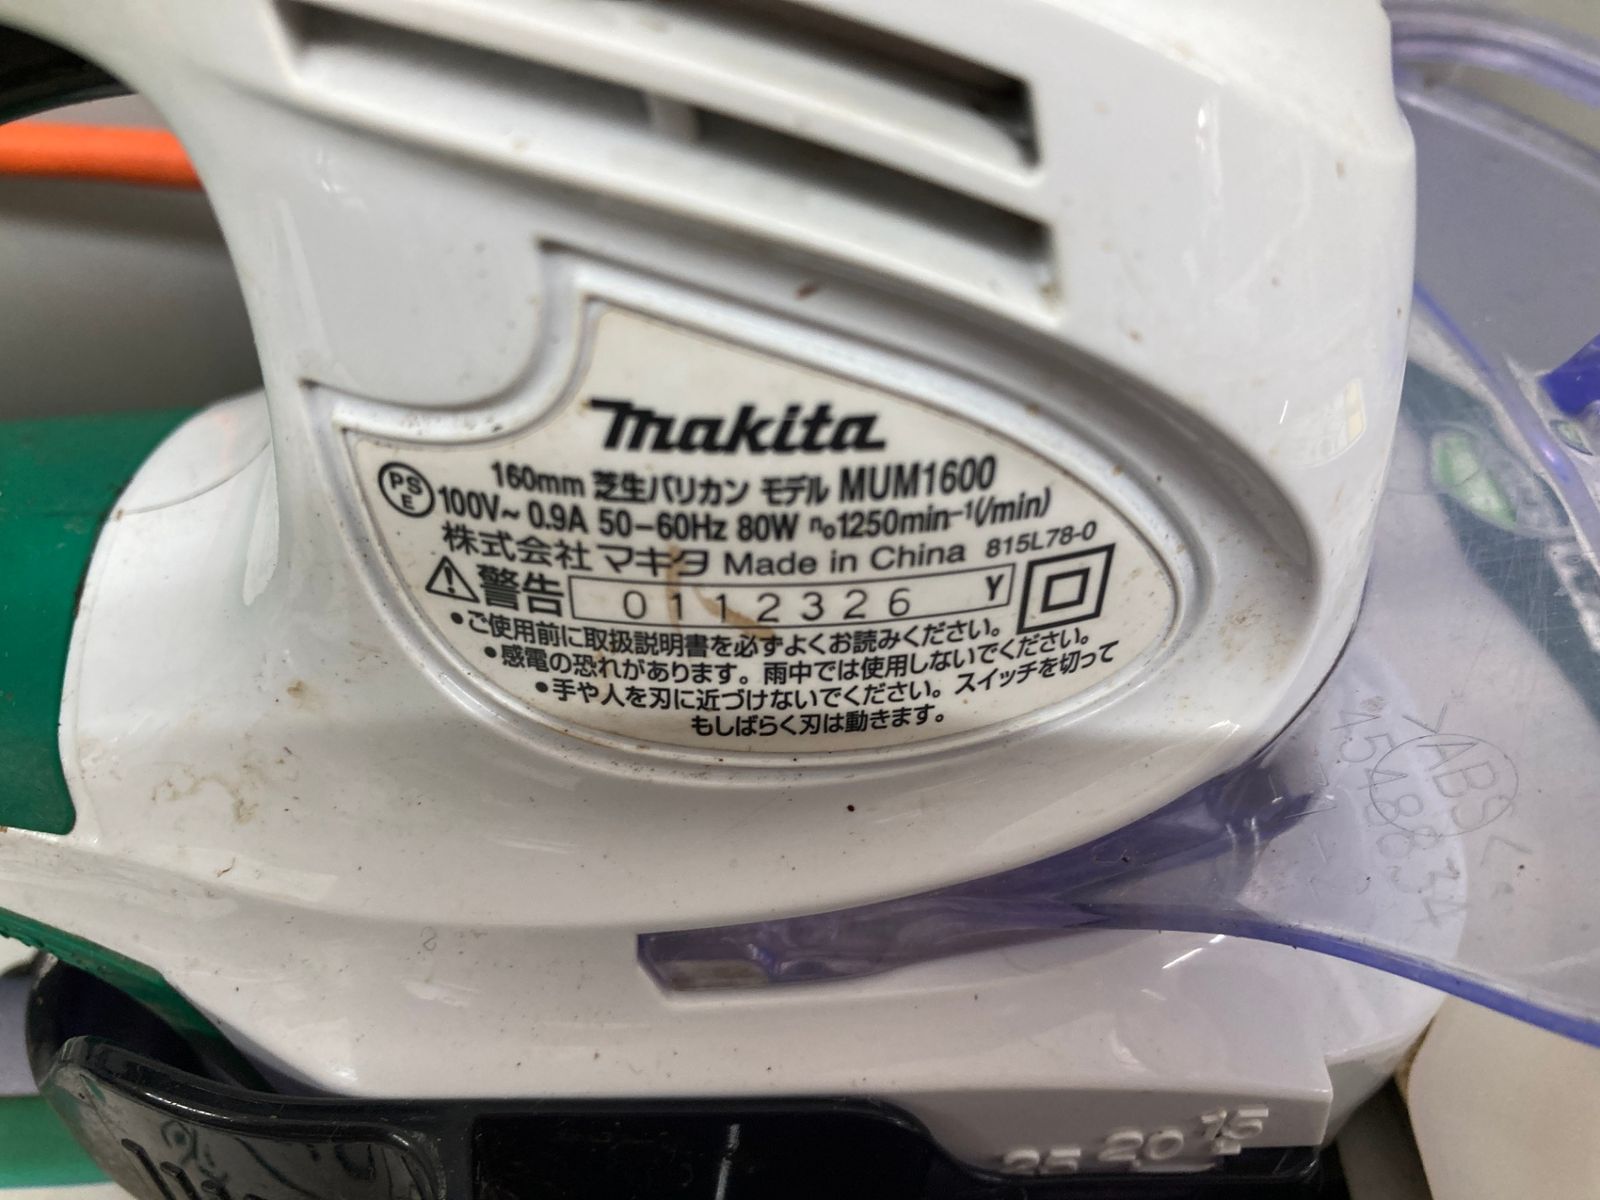 makita
160mm 芝生バリカン モデル MUM1600
PSE 100V~ 0.9A 50-60Hz 80W n₀1250min⁻¹(/min)
株式会社 マキタ Made in China 815L78-0
警告 0112326 Y
•ご使用前に取扱説明書を必ずよくお読みください。
•感電の恐れがあります。雨中では使用しないでください。
•手や人を刃に近づけないでください。スイッチを切って
もしばらく刃は動きます。
>ABS<
25 20 15